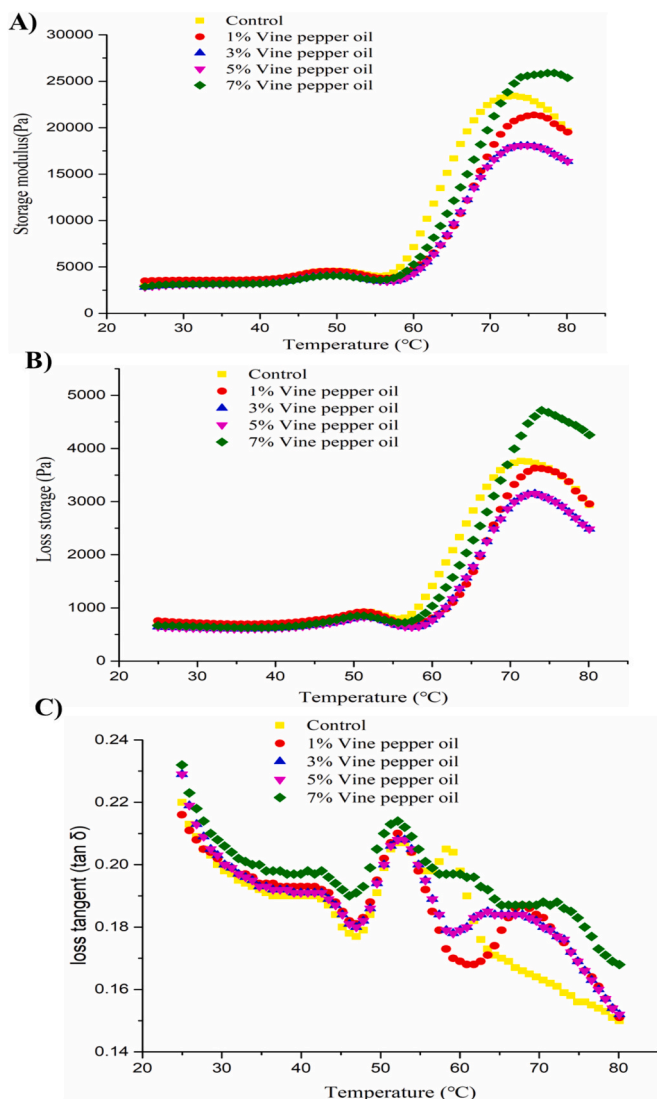 A)
Control
1% Vine pepper oil
3% Vine pepper oil
5% Vine pepper oil
7% Vine pepper oil
Storage modulus(Pa)
30000
25000
20000
15000
10000
5000
0
20 30 40 50 60 70 80
Temperature (℃)
B)
Control
1% Vine pepper oil
3% Vine pepper oil
5% Vine pepper oil
7% Vine pepper oil
Loss storage (Pa)
5000
4000
3000
2000
1000
0
20 30 40 50 60 70 80
Temperature (℃)
C)
Control
1% Vine pepper oil
3% Vine pepper oil
5% Vine pepper oil
7% Vine pepper oil
loss tangent (tan δ)
0.24
0.22
0.20
0.18
0.16
0.14
20 30 40 50 60 70 80
Temperature (℃)